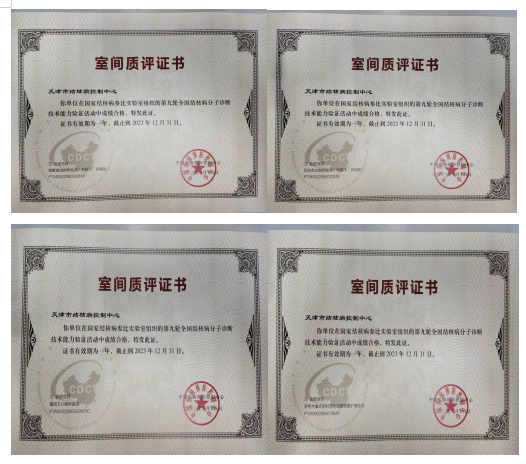 室间质评证书
天津市结核病控制中心
你单位在国家结核病参比实验室组织的第九轮全国结核病分子诊断
技术能力验证活动中成绩合格，特发此证。
证书有效期为一年，截止到 2023 年 12 月 31 日。
CDC
室间质评证书
天津市结核病控制中心
你单位在国家结核病参比实验室组织的第九轮全国结核病分子诊断
技术能力验证活动中成绩合格，特发此证。
证书有效期为一年，截止到 2023 年 12 月 31 日。
CDC
室间质评证书
天津市结核病控制中心
你单位在国家结核病参比实验室组织的第九轮全国结核病分子诊断
技术能力验证活动中成绩合格，特发此证。
证书有效期为一年，截止到 2023 年 12 月 31 日。
CDC
室间质评证书
天津市结核病控制中心
你单位在国家结核病参比实验室组织的第九轮全国结核病分子诊断
技术能力验证活动中成绩合格，特发此证。
证书有效期为一年，截止到 2023 年 12 月 31 日。
CDC